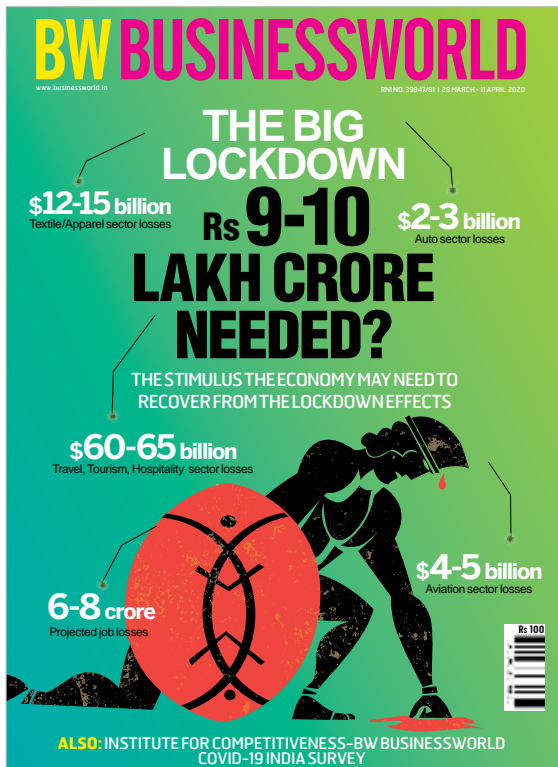 BW BUSINESSWORLD
www.businessworld.in
RNI NO. 39847/81 I 28 MARCH - 11 APRIL 2020
THE BIG
LOCKDOWN
$12-15 billion
Textile/Apparel sector losses
Rs 9-10
$2-3 billion
Auto sector losses
LAKH CRORE
NEEDED?
THE STIMULUS THE ECONOMY MAY NEED TO
RECOVER FROM THE LOCKDOWN EFFECTS
$60-65 billion
Travel, Tourism, Hospitality sector losses
$4-5 billion
Aviation sector losses
6-8 crore
Projected job losses
Rs 100
ALSO: INSTITUTE FOR COMPETITIVENESS-BW BUSINESSWORLD
COVID-19 INDIA SURVEY